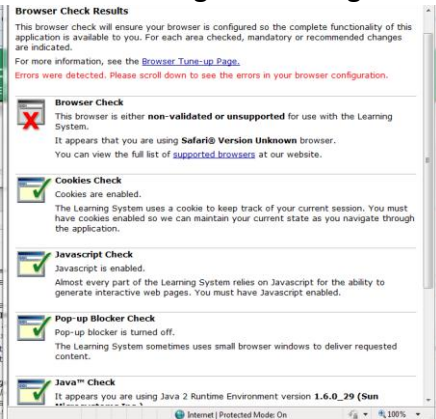 Browser Check Results
This browser check will ensure your browser is configured so the complete functionality of this
application is available to you. For each area checked, mandatory or recommended changes
are indicated.
For more information, see the Browser Tune-up Page.
Errors were detected. Please scroll down to see the errors in your browser configuration.
Browser Check
This browser is either non-validated or unsupported for use with the Learning
System.
It appears that you are using Safari® Version Unknown browser.
You can view the full list of supported browsers at our website.
Cookies Check
Cookies are enabled.
The Learning System uses a cookie to keep track of your current session. You must
have cookies enabled so we can maintain your current state as you navigate through
the application.
Javascript Check
Javascript is enabled.
Almost every part of the Learning System relies on Javascript for the ability to
generate interactive web pages. You must have Javascript enabled.
Pop-up Blocker Check
Pop-up blocker is turned off.
The Learning System sometimes uses small browser windows to deliver requested
content.
Java™ Check
It appears you are using Java 2 Runtime Environment version 1.6.0_29 (Sun
Internet | Protected Mode: On
100%